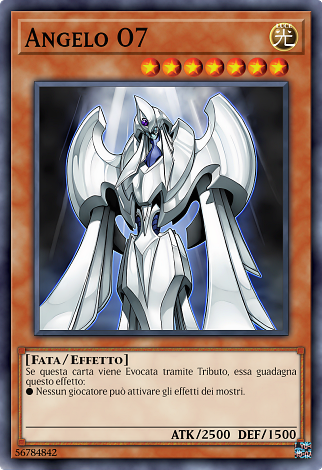 Angelo O7
光
[Fata/Effetto]
Se questa carta viene Evocata tramite Tributo, essa guadagna
questo effetto:
● Nessun giocatore può attivare gli effetti dei mostri.
ATK/2500 DEF/1500
56784842